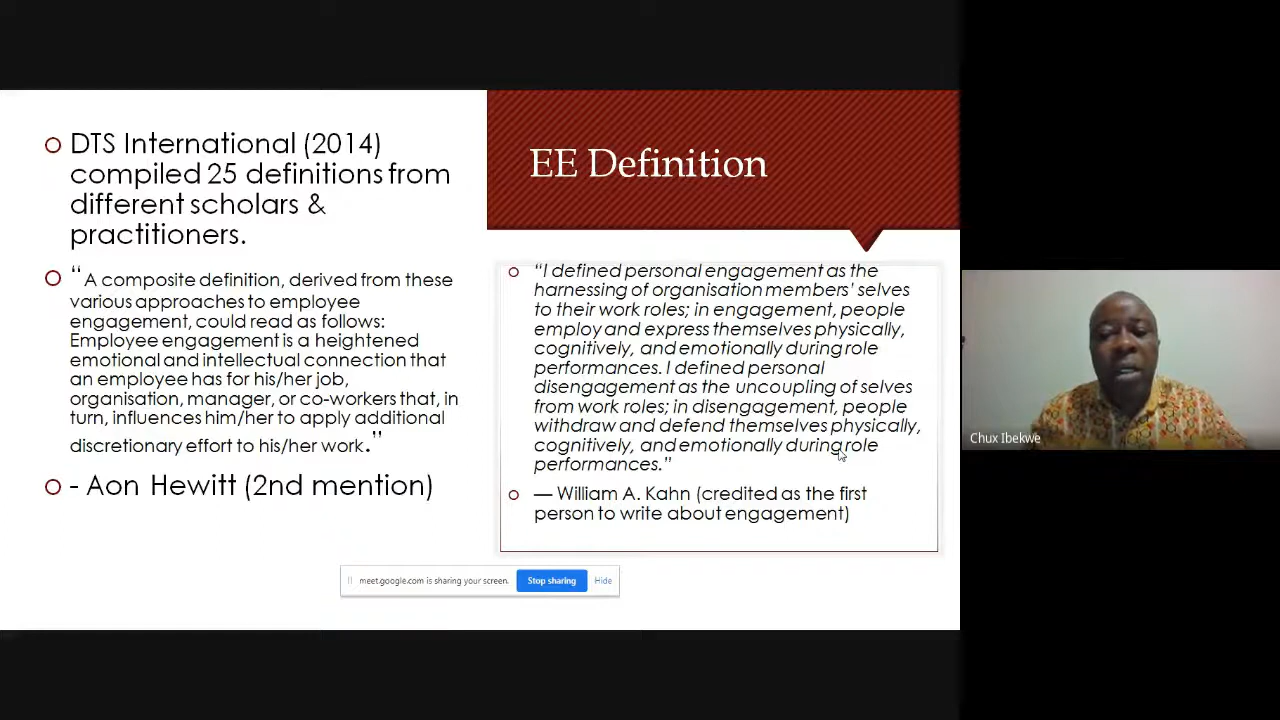 DTS International (2014)
compiled 25 definitions from
different scholars &
practitioners.
“A composite definition, derived from these
various approaches to employee
engagement, could read as follows:
Employee engagement is a heightened
emotional and intellectual connection that
an employee has for his/her job,
organisation, manager, or co-workers that, in
turn, influences him/her to apply additional
discretionary effort to his/her work.”
- Aon Hewitt (2nd mention)
EE Definition
“I defined personal engagement as the
harnessing of organisation members’ selves
to their work roles; in engagement, people
employ and express themselves physically,
cognitively, and emotionally during role
performances. I defined personal
disengagement as the uncoupling of selves
from work roles; in disengagement, people
withdraw and defend themselves physically,
cognitively, and emotionally during role
performances.”
— William A. Kahn (credited as the first
person to write about engagement)
meet.google.com is sharing your screen.
Stop sharing
Hide
Chux Ibekwe